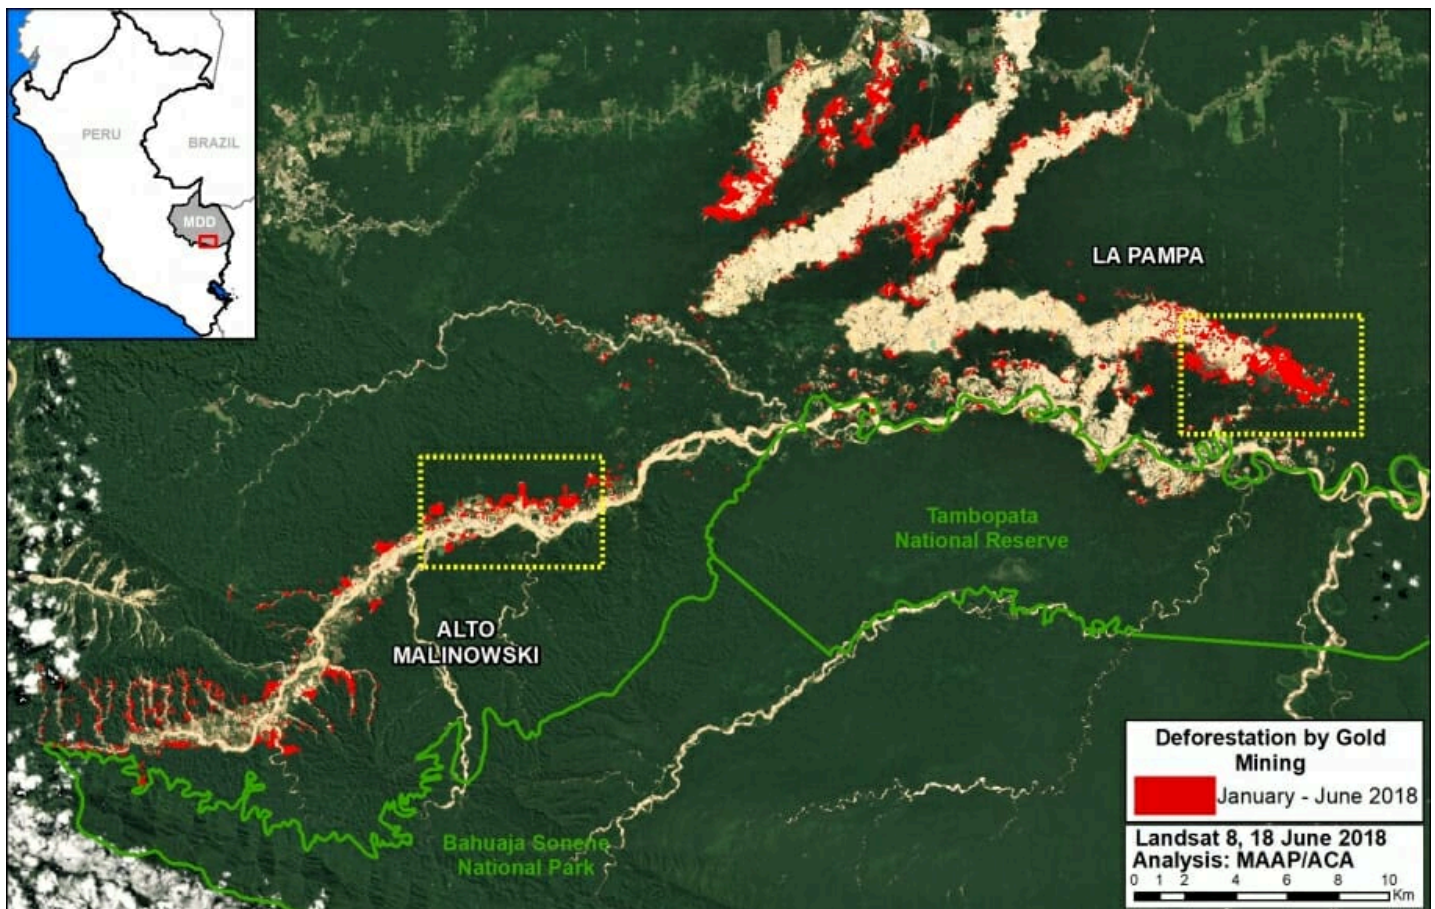 PERU
BRAZIL
MDD
LA PAMPA
Tambopata
National Reserve
ALTO
MALINOWSKI
Bahuaja Sonene
National Park
Deforestation by Gold
Mining
January - June 2018
Landsat 8, 18 June 2018
Analysis: MAAP/ACA
0 1 2 4 6 8 10
Km